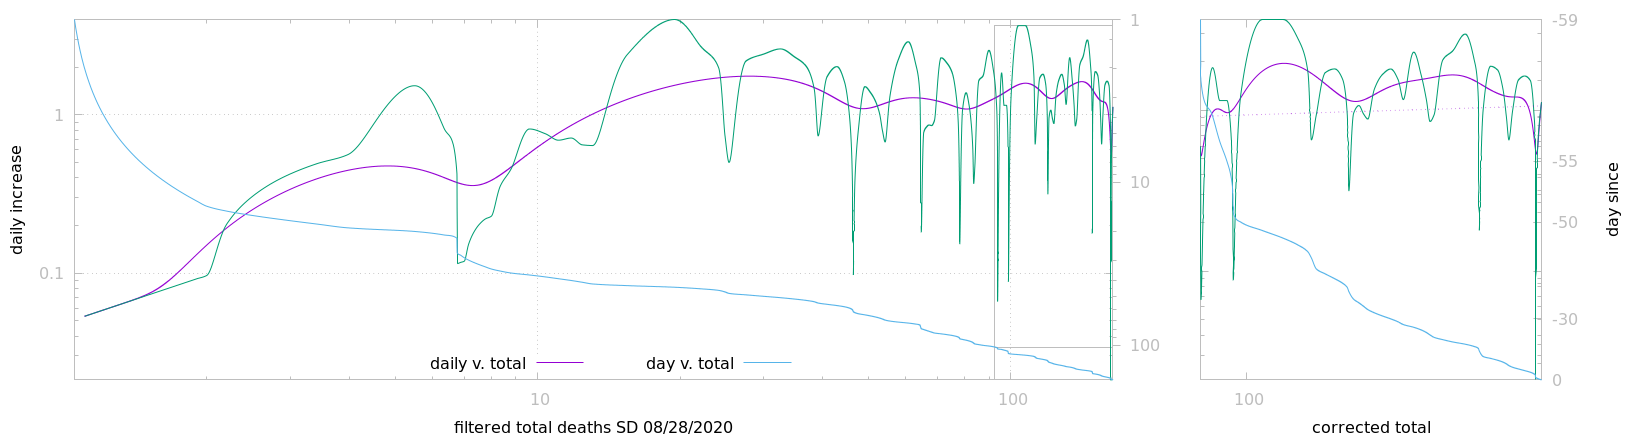 daily increase
1
0.1
daily v. total
day v. total
10
100
1
10
100
filtered total deaths SD 08/28/2020
-59
-55
-50
-30
0
day since
100
corrected total